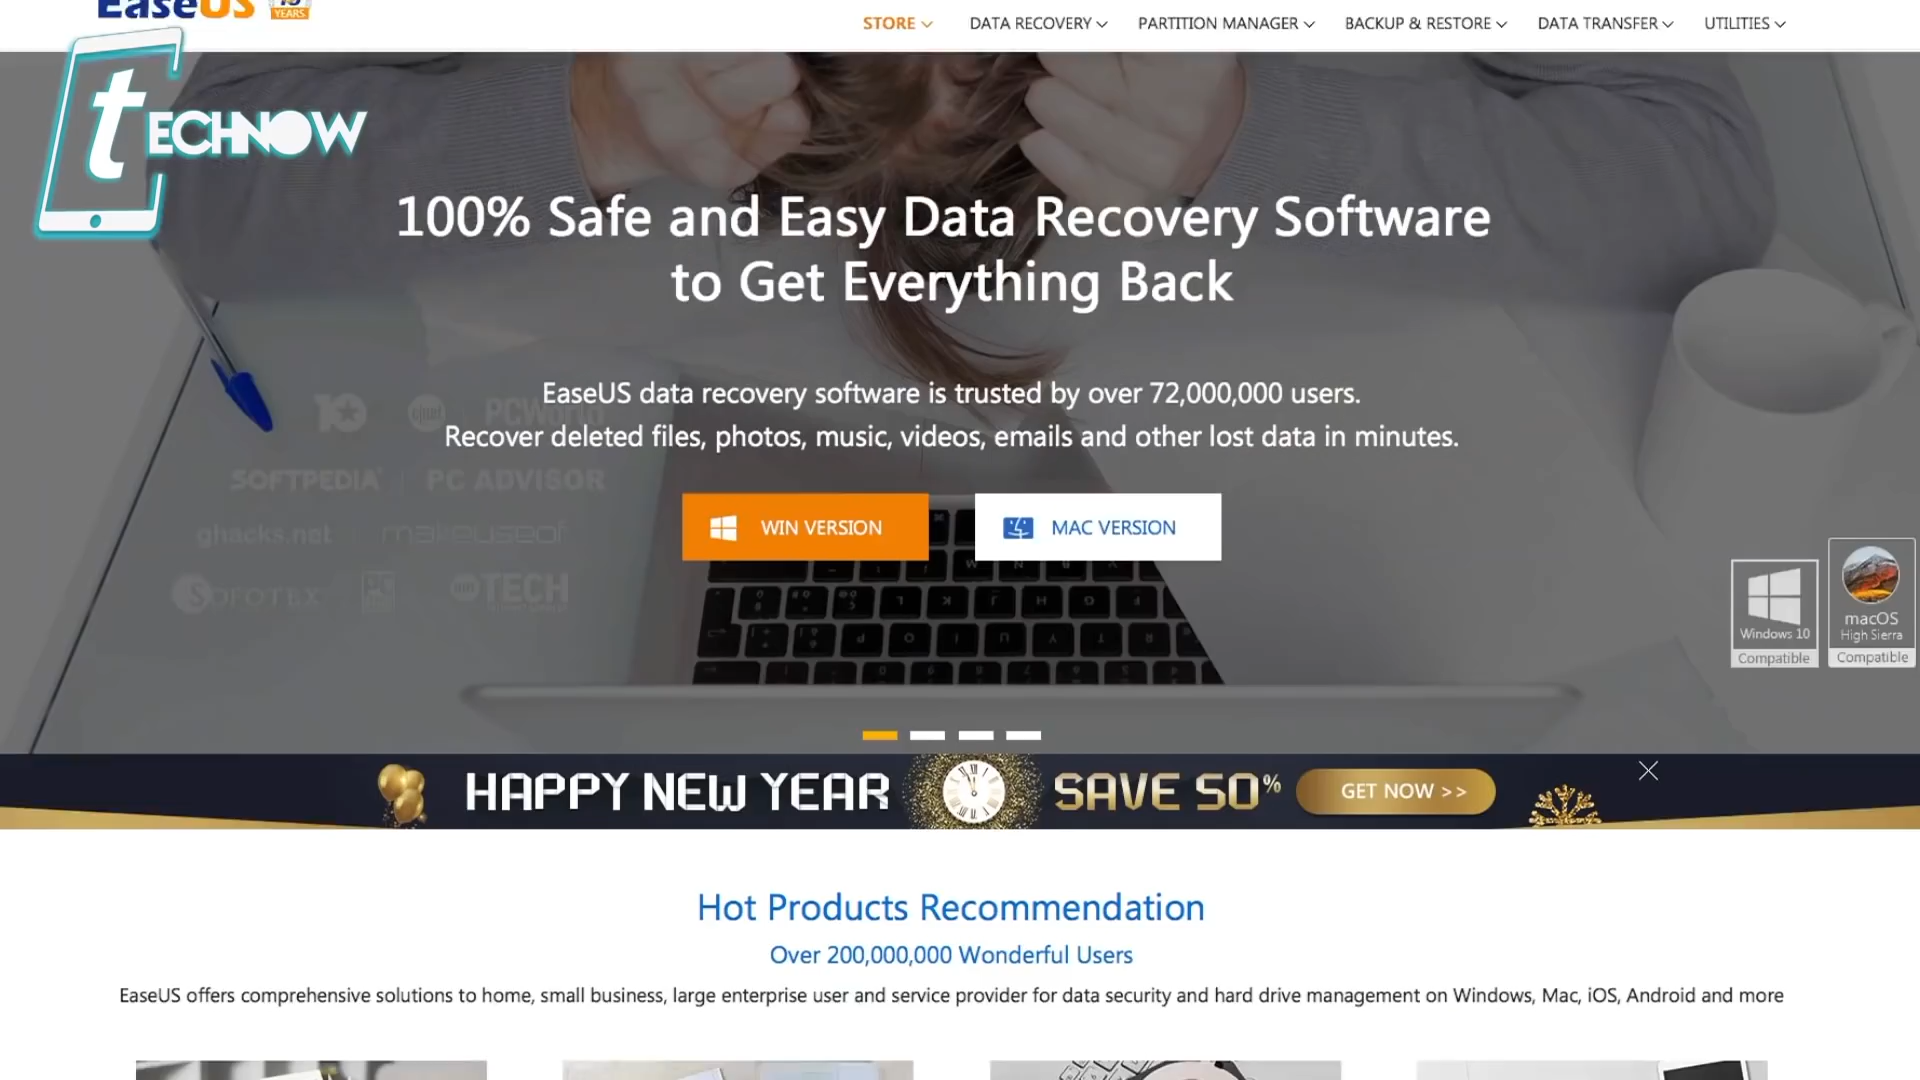 EaseUS
YEARS
STORE
DATA RECOVERY
PARTITION MANAGER
BACKUP & RESTORE
DATA TRANSFER
UTILITIES
tECHNOW
100% Safe and Easy Data Recovery Software
to Get Everything Back
EaseUS data recovery software is trusted by over 72,000,000 users.
Recover deleted files, photos, music, videos, emails and other lost data in minutes.
PCWorld
SOFTPEDIA | PC ADVISOR
ghacks.net | makeuseof
SOFOTEX
TECH
WIN VERSION
MAC VERSION
Windows 10
Compatible
macOS
High Sierra
Compatible
HAPPY NEW YEAR
SAVE 50%
GET NOW >>
Hot Products Recommendation
Over 200,000,000 Wonderful Users
EaseUS offers comprehensive solutions to home, small business, large enterprise user and service provider for data security and hard drive management on Windows, Mac, iOS, Android and more